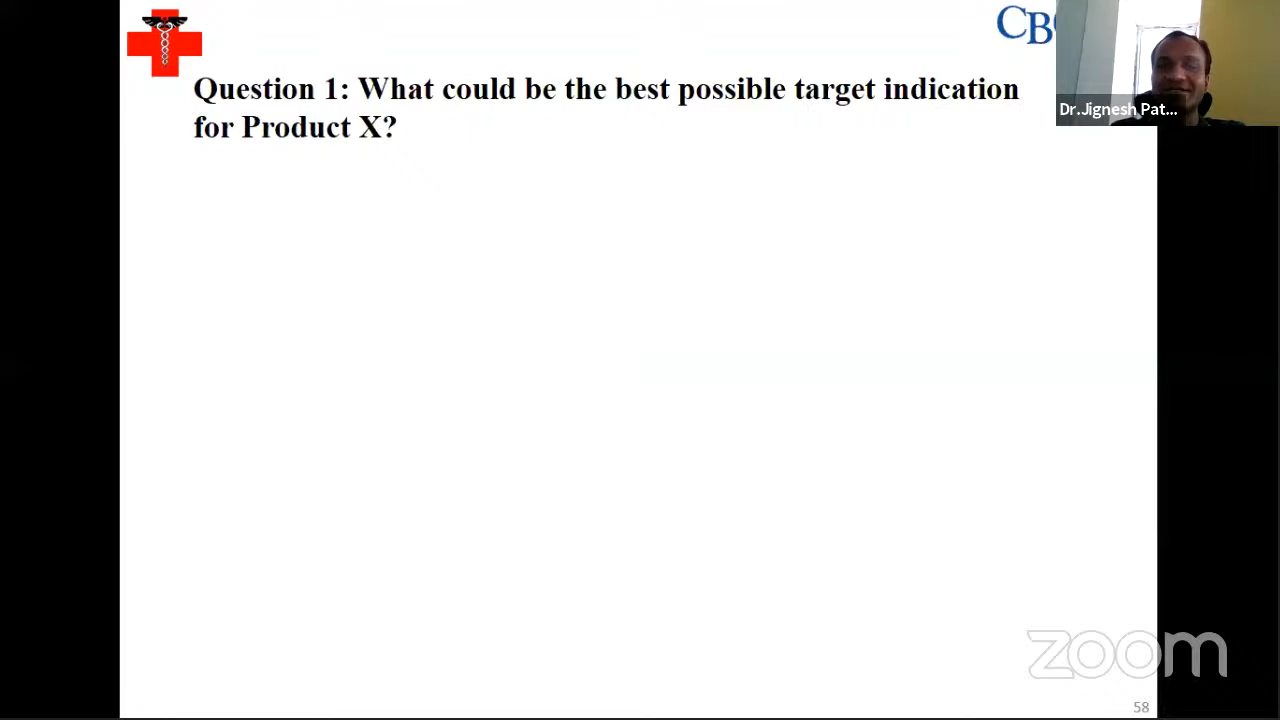 CB
Question 1: What could be the best possible target indication
for Product X?
Dr.Jignesh Pat...
zoom
58